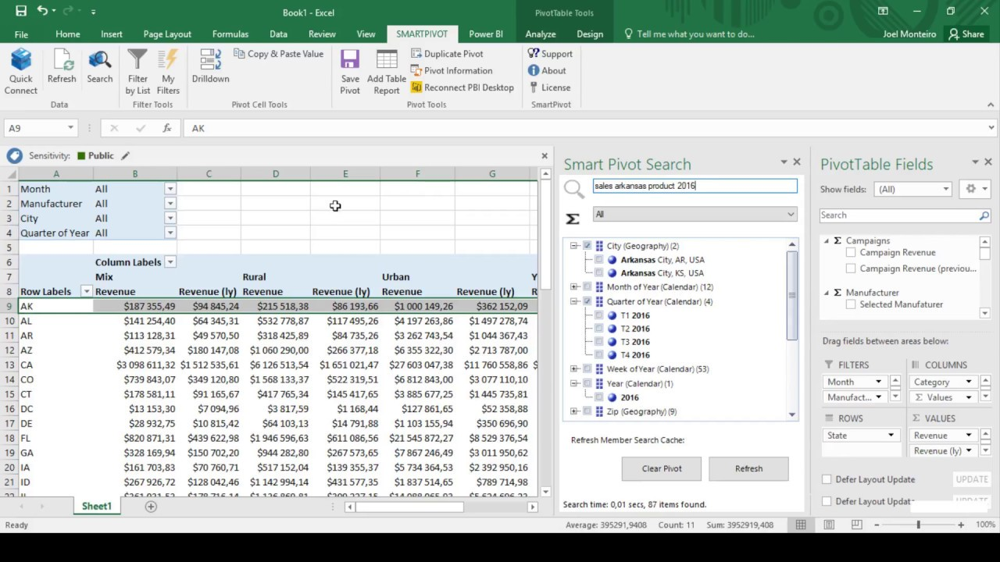 Book1 - Excel
PivotTable Tools
File Home Insert Page Layout Formulas Data Review View SMARTPIVOT Power BI Analyze Design Tell me what you want to do... Joel Monteiro Share
Quick Connect
Refresh
Search
Data
Filter by List
My Filters
Filter Tools
Drilldown
Copy & Paste Value
Pivot Cell Tools
Save Pivot
Add Table Report
Duplicate Pivot
Pivot Information
Reconnect PBI Desktop
Pivot Tools
Support
About
License
SmartPivot
A9 fx AK
Sensitivity: Public
A B C D E F G
1 Month All
2 Manufacturer All
3 City All
4 Quarter of Year All
5
6 Column Labels
7 Mix Rural Urban Y
8 Row Labels Revenue Revenue (ly) Revenue Revenue (ly) Revenue Revenue (ly) R
9 AK $187 355,49 $94 845,24 $215 518,38 $86 193,66 $1 000 149,26 $362 152,09
10 AL $141 254,40 $64 345,31 $532 778,87 $117 495,26 $4 197 263,86 $1 497 278,74
11 AR $113 128,31 $49 570,50 $318 425,89 $84 735,26 $3 262 743,54 $1 044 367,43
12 AZ $412 579,34 $180 147,08 $1 060 290,00 $266 377,18 $6 355 322,30 $2 713 787,00
13 CA $3 098 611,32 $1 512 535,61 $6 126 513,54 $1 651 021,47 $27 603 047,38 $11 760 558,86
14 CO $739 843,07 $349 120,80 $1 568 133,37 $522 319,51 $6 812 843,00 $3 077 110,10
15 CT $178 581,11 $91 165,67 $417 765,34 $145 417,65 $3 885 677,25 $1 445 735,81
16 DC $13 153,30 $7 094,96 $3 817,59 $1 168,44 $127 861,65 $52 358,88
17 DE $28 932,75 $10 815,42 $64 103,13 $14 791,88 $1 103 155,94 $350 696,90
18 FL $820 871,31 $439 622,98 $1 946 596,63 $611 086,56 $21 545 872,27 $8 529 376,54
19 GA $328 169,94 $150 702,20 $944 282,80 $267 573,65 $7 867 246,49 $3 011 950,62
20 IA $161 703,83 $70 760,71 $517 152,04 $139 355,37 $5 734 364,53 $2 392 950,16
21 ID $267 926,72 $128 042,46 $1 142 994,14 $431 577,35 $1 837 514,65 $789 714,98
Sheet1
Smart Pivot Search
sales arkansas product 2016
Σ All
City (Geography) (2)
Arkansas City, AR, USA
Arkansas City, KS, USA
Month of Year (Calendar) (12)
Quarter of Year (Calendar) (4)
T1 2016
T2 2016
T3 2016
T4 2016
Week of Year (Calendar) (53)
Year (Calendar) (1)
2016
Zip (Geography) (9)
Refresh Member Search Cache:
Clear Pivot Refresh
Search time: 0,01 secs, 87 items found.
PivotTable Fields
Show fields: (All)
Search
Σ Campaigns
Campaign Revenue
Campaign Revenue (previou...
Σ Manufacturer
Selected Manufaturer
Drag fields between areas below:
FILTERS
Month
Manufact...
COLUMNS
Category
Σ Values
ROWS
State
Σ VALUES
Revenue
Revenue (ly)
Defer Layout Update UPDATE
Defer Layout Update
Ready Average: 395291,9408 Count: 11 Sum: 3952919,408 100%